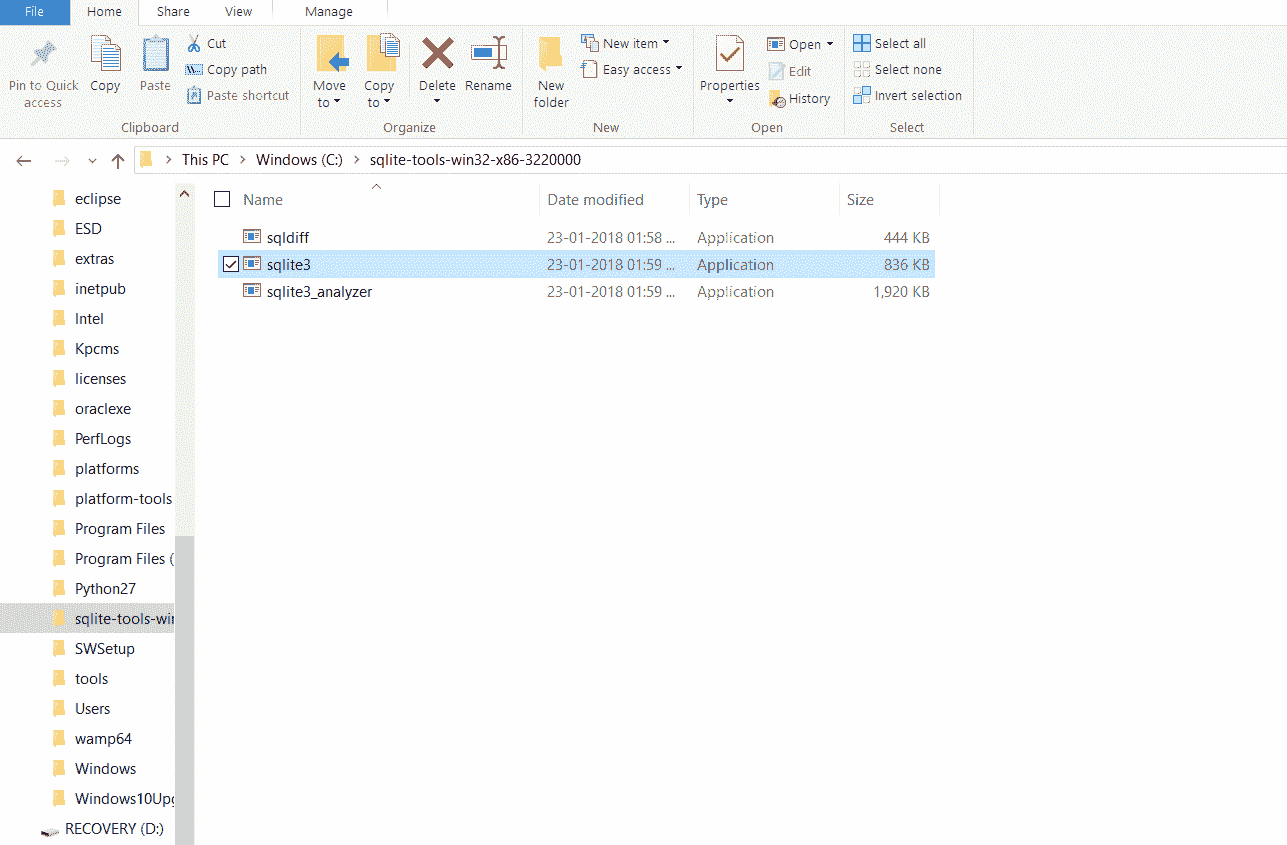 File Home Share View Manage
Pin to Quick access
Copy
Paste
Cut
Copy path
Paste shortcut
Clipboard
Move to
Copy to
Delete
Rename
Organize
New folder
New item
Easy access
New
Properties
Open
Edit
History
Open
Select all
Select none
Invert selection
Select
This PC > Windows (C:) > sqlite-tools-win32-x86-3220000
eclipse
ESD
extras
inetpub
Intel
Kpcms
licenses
oraclexe
PerfLogs
platforms
platform-tools
Program Files
Program Files (
Python27
sqlite-tools-wir
SWSetup
tools
Users
wamp64
Windows
Windows10Upg
RECOVERY (D:)
Name Date modified Type Size
sqldiff 23-01-2018 01:58 ... Application 444 KB
sqlite3 23-01-2018 01:59 ... Application 836 KB
sqlite3_analyzer 23-01-2018 01:59 ... Application 1,920 KB